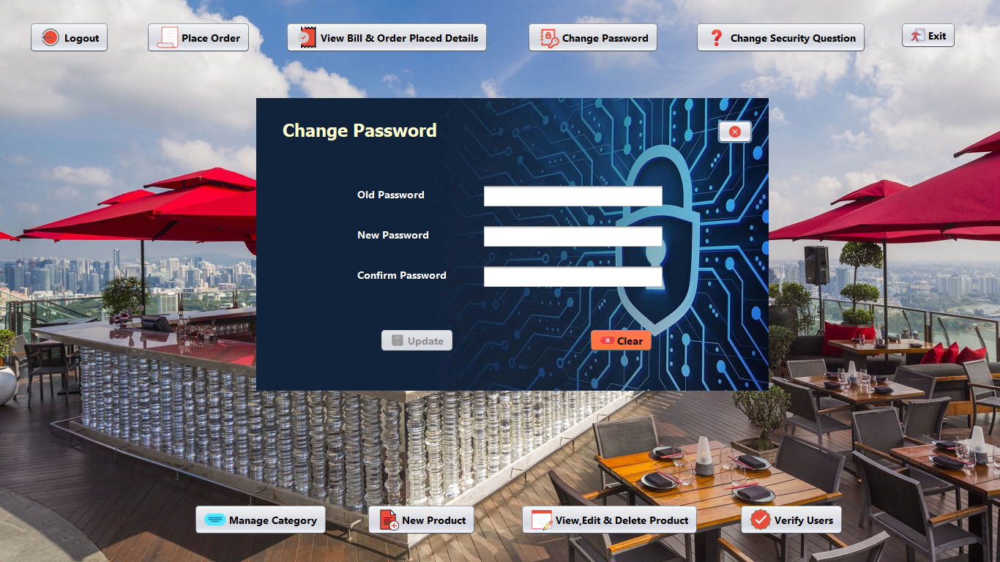 Logout
Place Order
View Bill & Order Placed Details
Change Password
Change Security Question
Exit
Change Password
Old Password
New Password
Confirm Password
Update
Clear
Manage Category
New Product
View,Edit & Delete Product
Verify Users